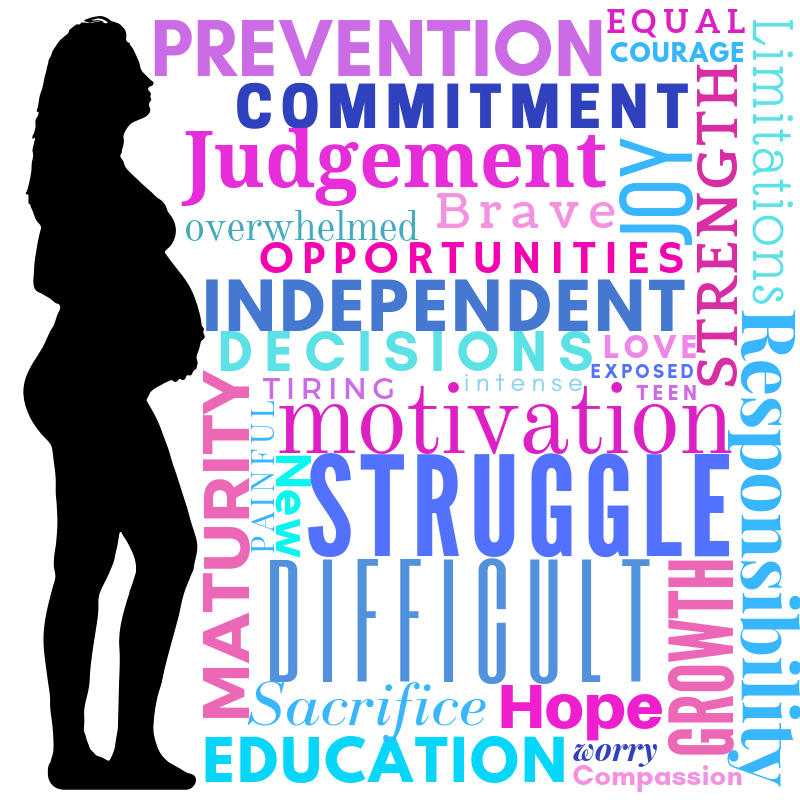 PREVENTION
EQUAL
COURAGE
COMMITMENT
Judgement
overwhelmed
Brave
JOY
STRENGTH
Limitations
OPPORTUNITIES
INDEPENDENT
DECISIONS
LOVE
EXPOSED
TIRING
intense
TEEN
motivation
MATURITY
PAINFUL
New
STRUGGLE
Responsibility
DIFFICULT
GROWTH
Sacrifice
Hope
EDUCATION
worry
Compassion